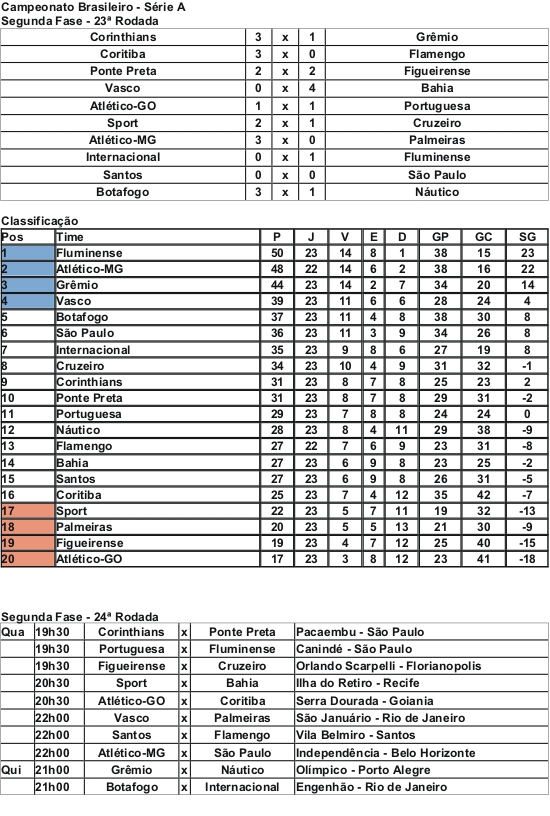 Campeonato Brasileiro - Série A
Segunda Fase - 23ª Rodada
Corinthians 3 x 1 Grêmio
Coritiba 3 x 0 Flamengo
Ponte Preta 2 x 2 Figueirense
Vasco 0 x 4 Bahia
Atlético-GO 1 x 1 Portuguesa
Sport 2 x 1 Cruzeiro
Atlético-MG 3 x 0 Palmeiras
Internacional 0 x 1 Fluminense
Santos 0 x 0 São Paulo
Botafogo 3 x 1 Náutico
Classificação
Pos Time P J V E D GP GC SG
1 Fluminense 50 23 14 8 1 38 15 23
2 Atlético-MG 48 22 14 6 2 38 16 22
3 Grêmio 44 23 14 2 7 34 20 14
4 Vasco 39 23 11 6 6 28 24 4
5 Botafogo 37 23 11 4 8 38 30 8
6 São Paulo 36 23 11 3 9 34 26 8
7 Internacional 35 23 9 8 6 27 19 8
8 Cruzeiro 34 23 10 4 9 31 32 -1
9 Corinthians 31 23 8 7 8 25 23 2
10 Ponte Preta 31 23 8 7 8 29 31 -2
11 Portuguesa 29 23 7 8 8 24 24 0
12 Náutico 28 23 8 4 11 29 38 -9
13 Flamengo 27 22 7 6 9 23 31 -8
14 Bahia 27 23 6 9 8 23 25 -2
15 Santos 27 23 6 9 8 26 31 -5
16 Coritiba 25 23 7 4 12 35 42 -7
17 Sport 22 23 5 7 11 19 32 -13
18 Palmeiras 20 23 5 5 13 21 30 -9
19 Figueirense 19 23 4 7 12 25 40 -15
20 Atlético-GO 17 23 3 8 12 23 41 -18
Segunda Fase - 24ª Rodada
Qua 19h30 Corinthians x Ponte Preta Pacaembu - São Paulo
19h30 Portuguesa x Fluminense Canindé - São Paulo
19h30 Figueirense x Cruzeiro Orlando Scarpelli - Florianopolis
20h30 Sport x Bahia Ilha do Retiro - Recife
20h30 Atlético-GO x Coritiba Serra Dourada - Goiania
22h00 Vasco x Palmeiras São Januário - Rio de Janeiro
22h00 Santos x Flamengo Vila Belmiro - Santos
22h00 Atlético-MG x São Paulo Independência - Belo Horizonte
Qui 21h00 Grêmio x Náutico Olímpico - Porto Alegre
21h00 Botafogo x Internacional Engenhão - Rio de Janeiro